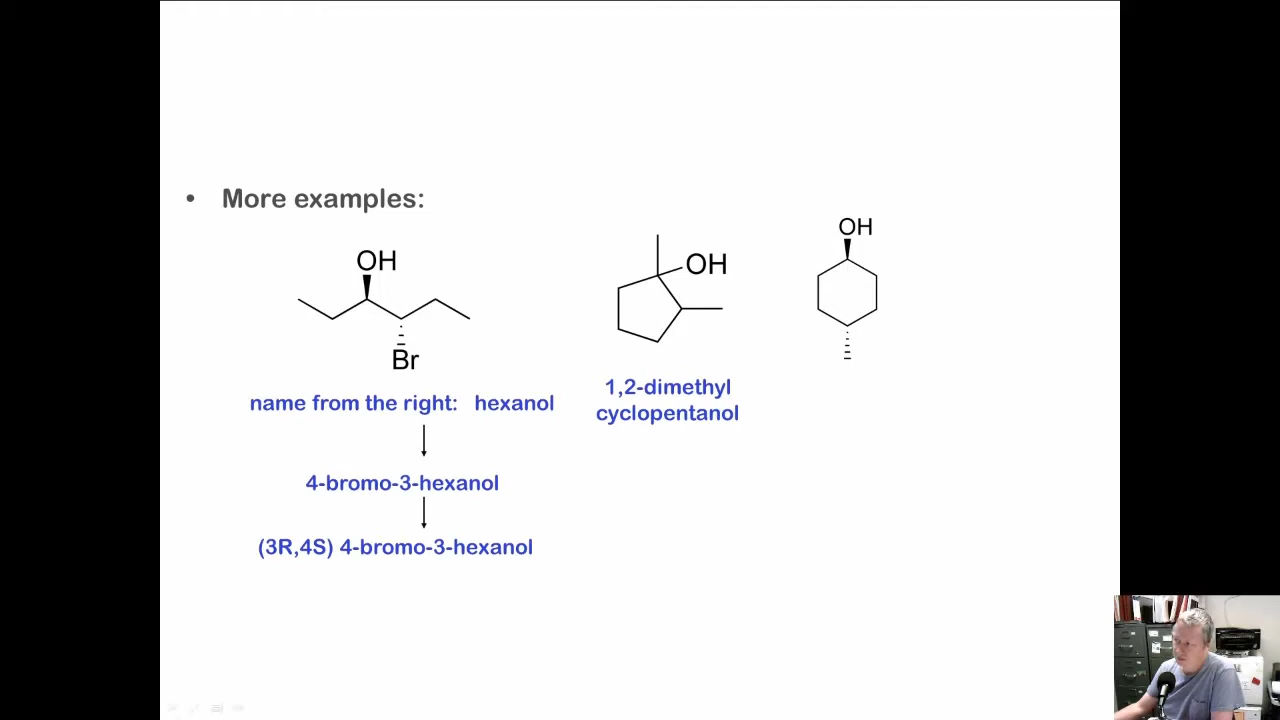 • More examples:
OH
Br
name from the right: hexanol
4-bromo-3-hexanol
(3R,4S) 4-bromo-3-hexanol
OH
1,2-dimethyl
cyclopentanol
OH